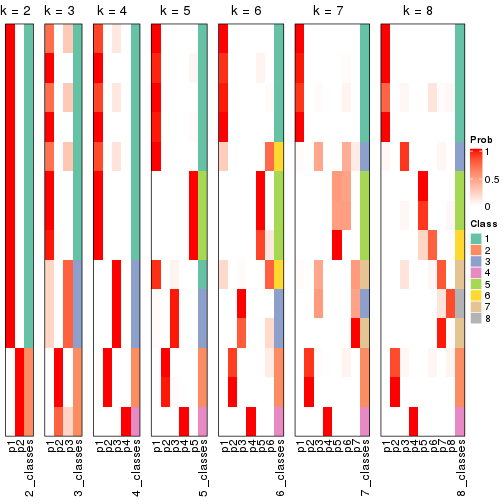 k = 2
k = 3
k = 4
k = 5
k = 6
k = 7
k = 8
Prob
1
0.5
0
Class
1
2
3
4
5
6
7
8
p1
p2
2_classes
p1
p2
p3
3_classes
p1
p2
p3
p4
4_classes
p1
p2
p3
p4
p5
5_classes
p1
p2
p3
p4
p5
p6
6_classes
p1
p2
p3
p4
p5
p6
p7
7_classes
p1
p2
p3
p4
p5
p6
p7
p8
8_classes